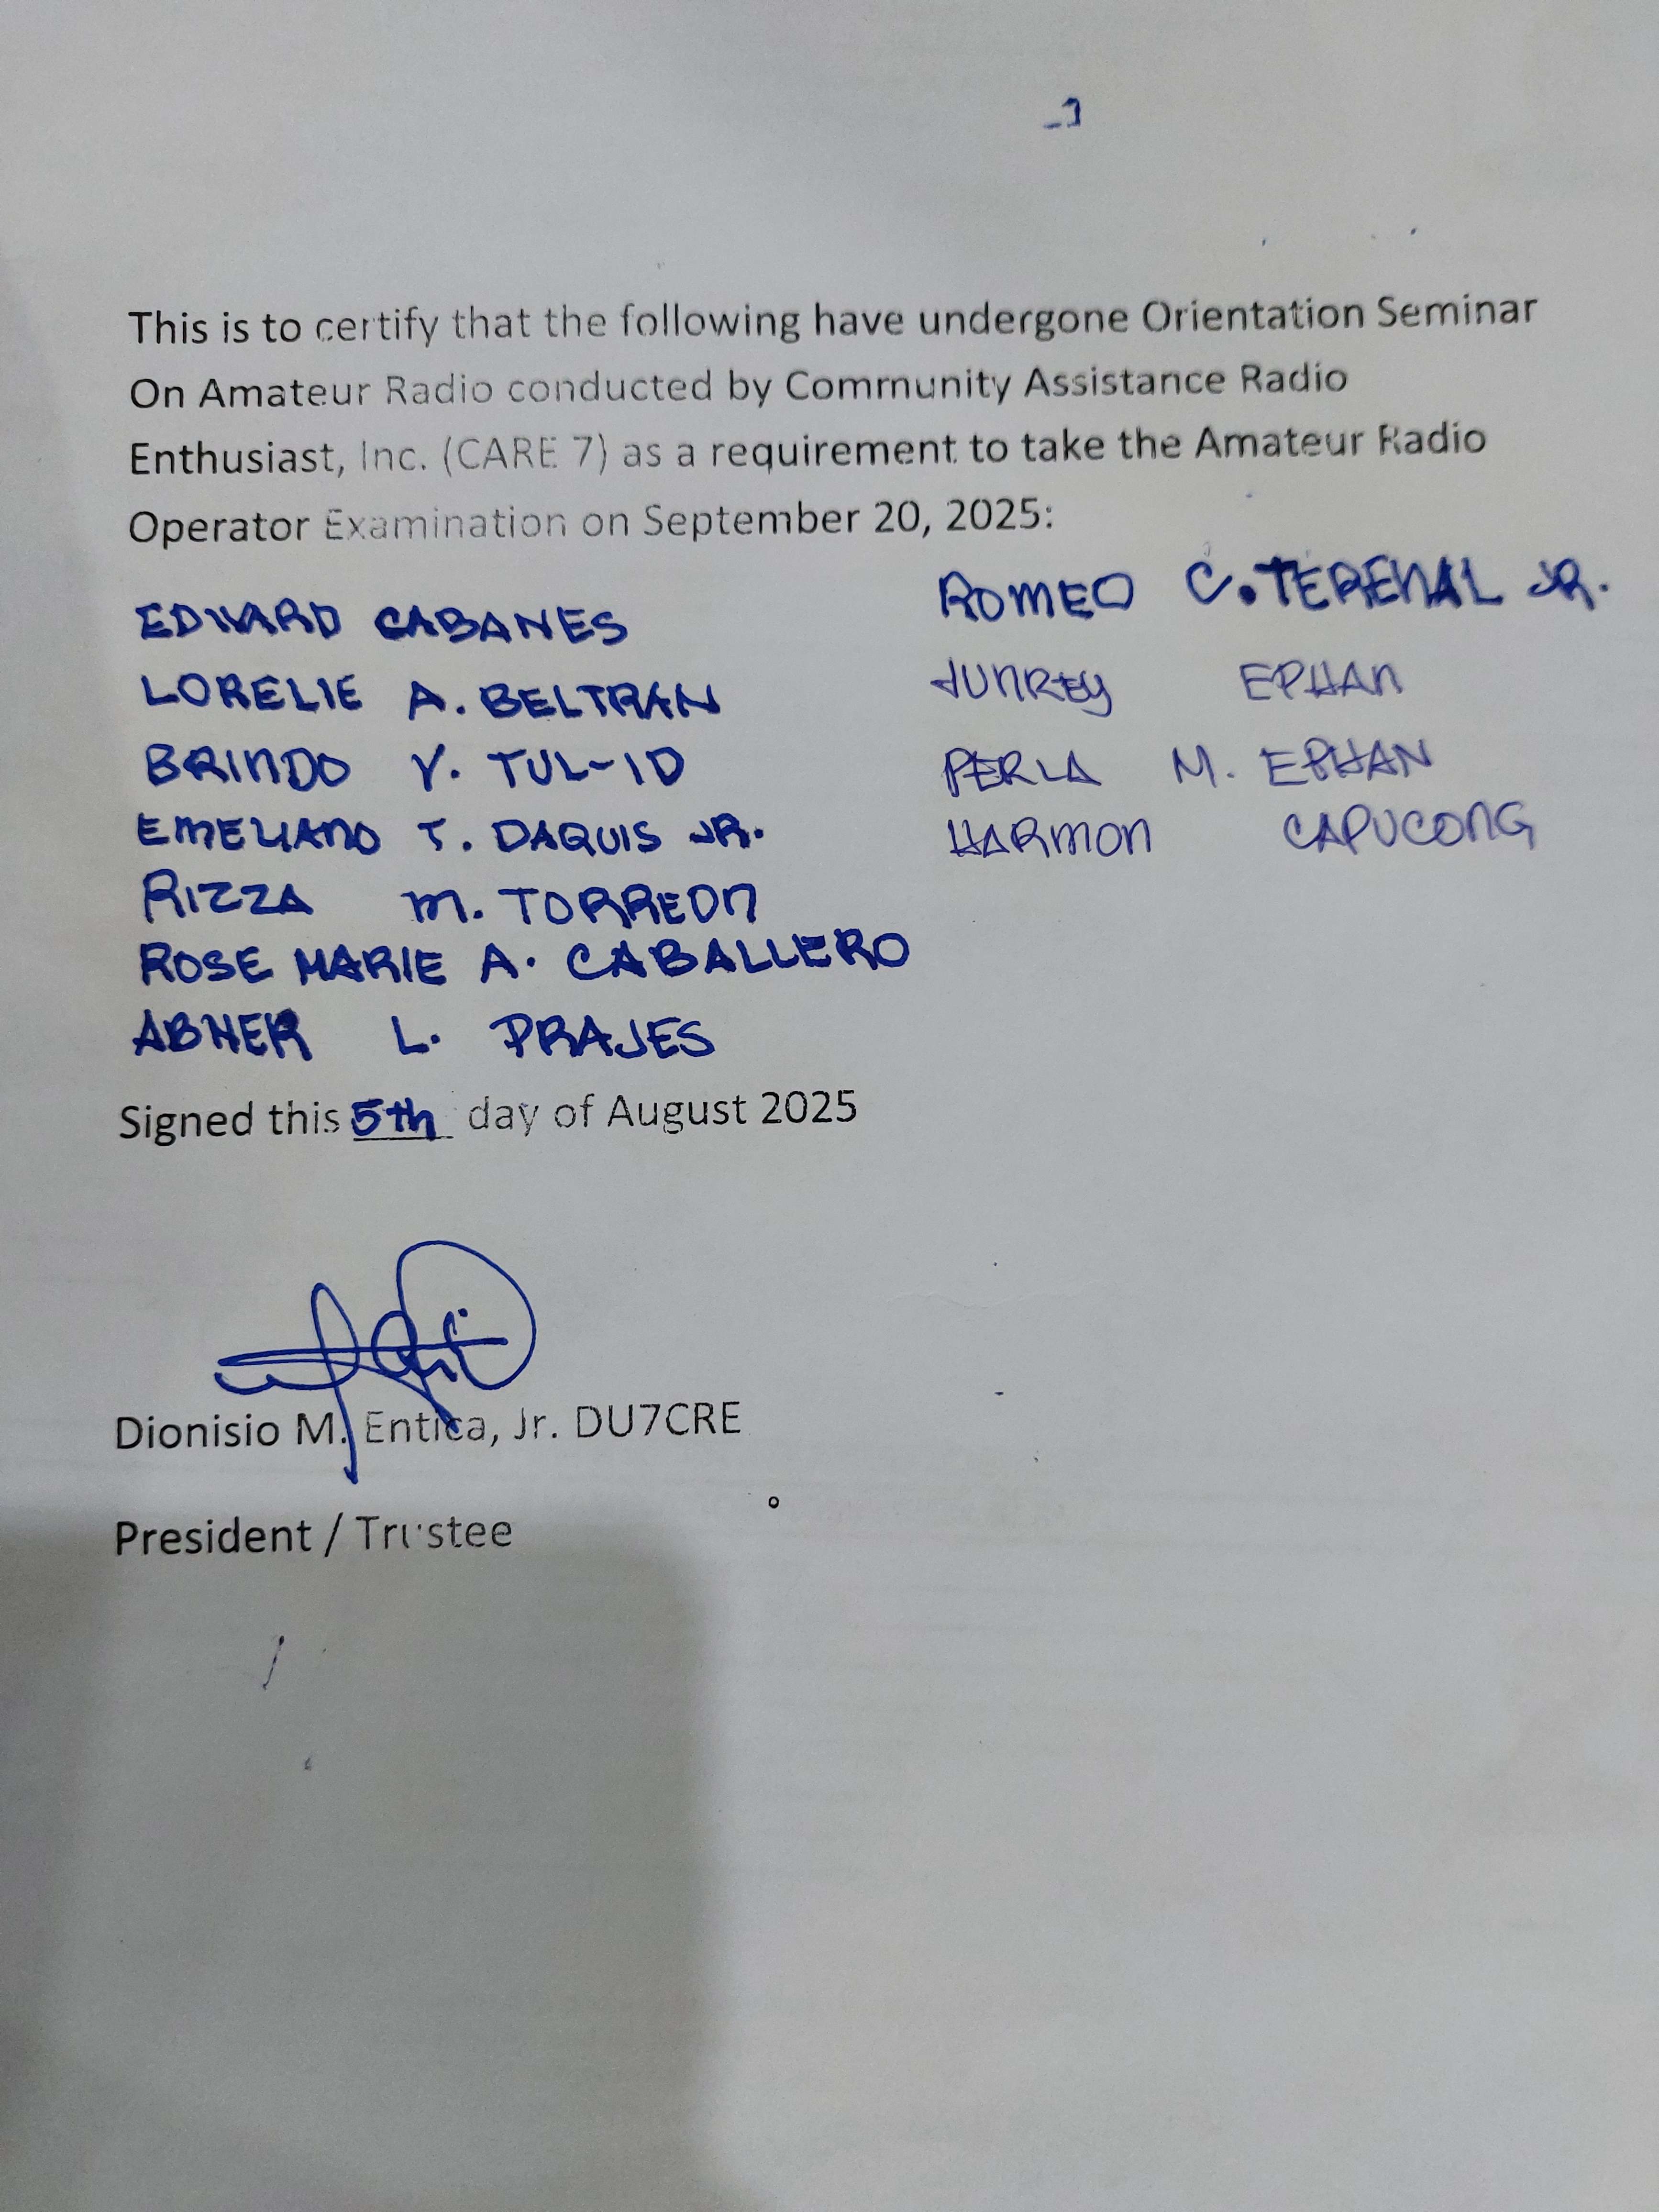 This is to certify that the following have undergone Orientation Seminar
On Amateur Radio conducted by Community Assistance Radio
Enthusiast, Inc. (CARE 7) as a requirement to take the Amateur Radio
Operator Examination on September 20, 2025:
EDWARD CABANES
LORELIE A. BELTRAN
BRINDO Y. TUL-ID
EMELIANO T. DAQUIS JR.
RIZZA M. TORREON
ROSE MARIE A. CABALLERO
ABNER L. PRAJES
ROMEO C. TERENAL JR.
JUNREY EPHAN
PERLA M. EPHAN
HARMON CAPUCONG
Signed this 5th day of August 2025
Dionisio M. Entica, Jr. DU7CRE
President / Trustee